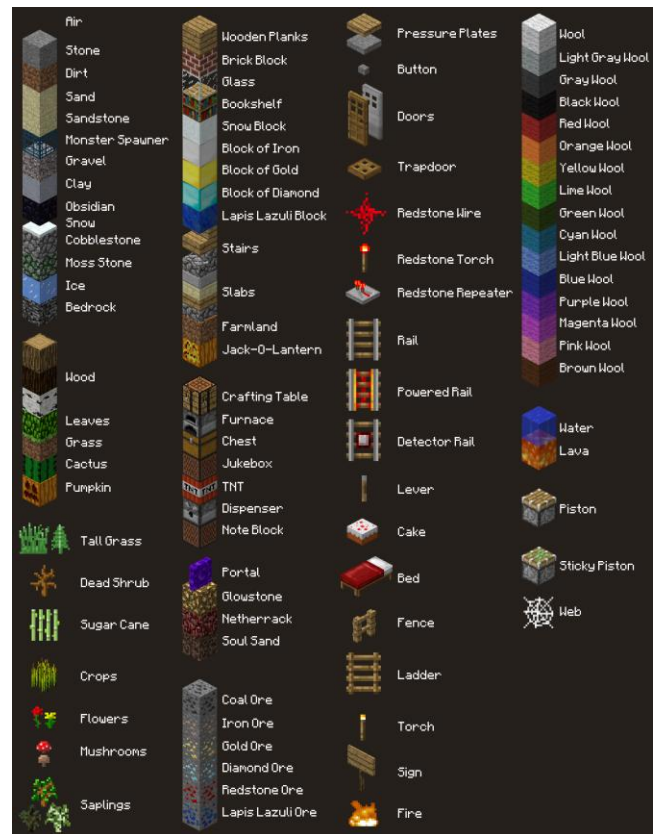 Air
Stone
Dirt
Sand
Sandstone
Monster Spawner
Gravel
Clay
Obsidian
Snow
Cobblestone
Moss Stone
Ice
Bedrock
Wood
Leaves
Grass
Cactus
Pumpkin
Tall Grass
Dead Shrub
Sugar Cane
Crops
Flowers
Mushrooms
Saplings
Wooden Planks
Brick Block
Glass
Bookshelf
Snow Block
Block of Iron
Block of Gold
Block of Diamond
Lapis Lazuli Block
Stairs
Slabs
Farmland
Jack-O-Lantern
Crafting Table
Furnace
Chest
Jukebox
TNT
TNT TNT
Dispenser
Note Block
Portal
Glowstone
Netherrack
Soul Sand
Coal Ore
Iron Ore
Gold Ore
Diamond Ore
Redstone Ore
Lapis Lazuli Ore
Pressure Plates
Button
Doors
Trapdoor
Redstone Wire
Redstone Torch
Redstone Repeater
Rail
Powered Rail
Detector Rail
Lever
Cake
Bed
Fence
Ladder
Torch
Sign
Fire
Wool
Light Gray Wool
Gray Wool
Black Wool
Red Wool
Orange Wool
Yellow Wool
Lime Wool
Green Wool
Cyan Wool
Light Blue Wool
Blue Wool
Purple Wool
Magenta Wool
Pink Wool
Brown Wool
Water
Lava
Piston
Sticky Piston
Web